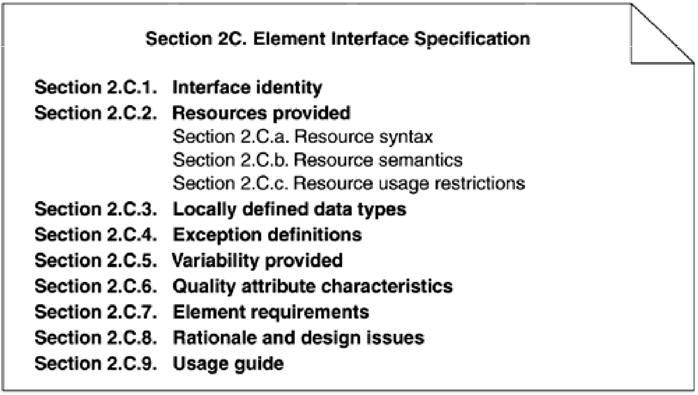 Section 2C. Element Interface Specification
Section 2.C.1. Interface identity
Section 2.C.2. Resources provided
Section 2.C.a. Resource syntax
Section 2.C.b. Resource semantics
Section 2.C.c. Resource usage restrictions
Section 2.C.3. Locally defined data types
Section 2.C.4. Exception definitions
Section 2.C.5. Variability provided
Section 2.C.6. Quality attribute characteristics
Section 2.C.7. Element requirements
Section 2.C.8. Rationale and design issues
Section 2.C.9. Usage guide